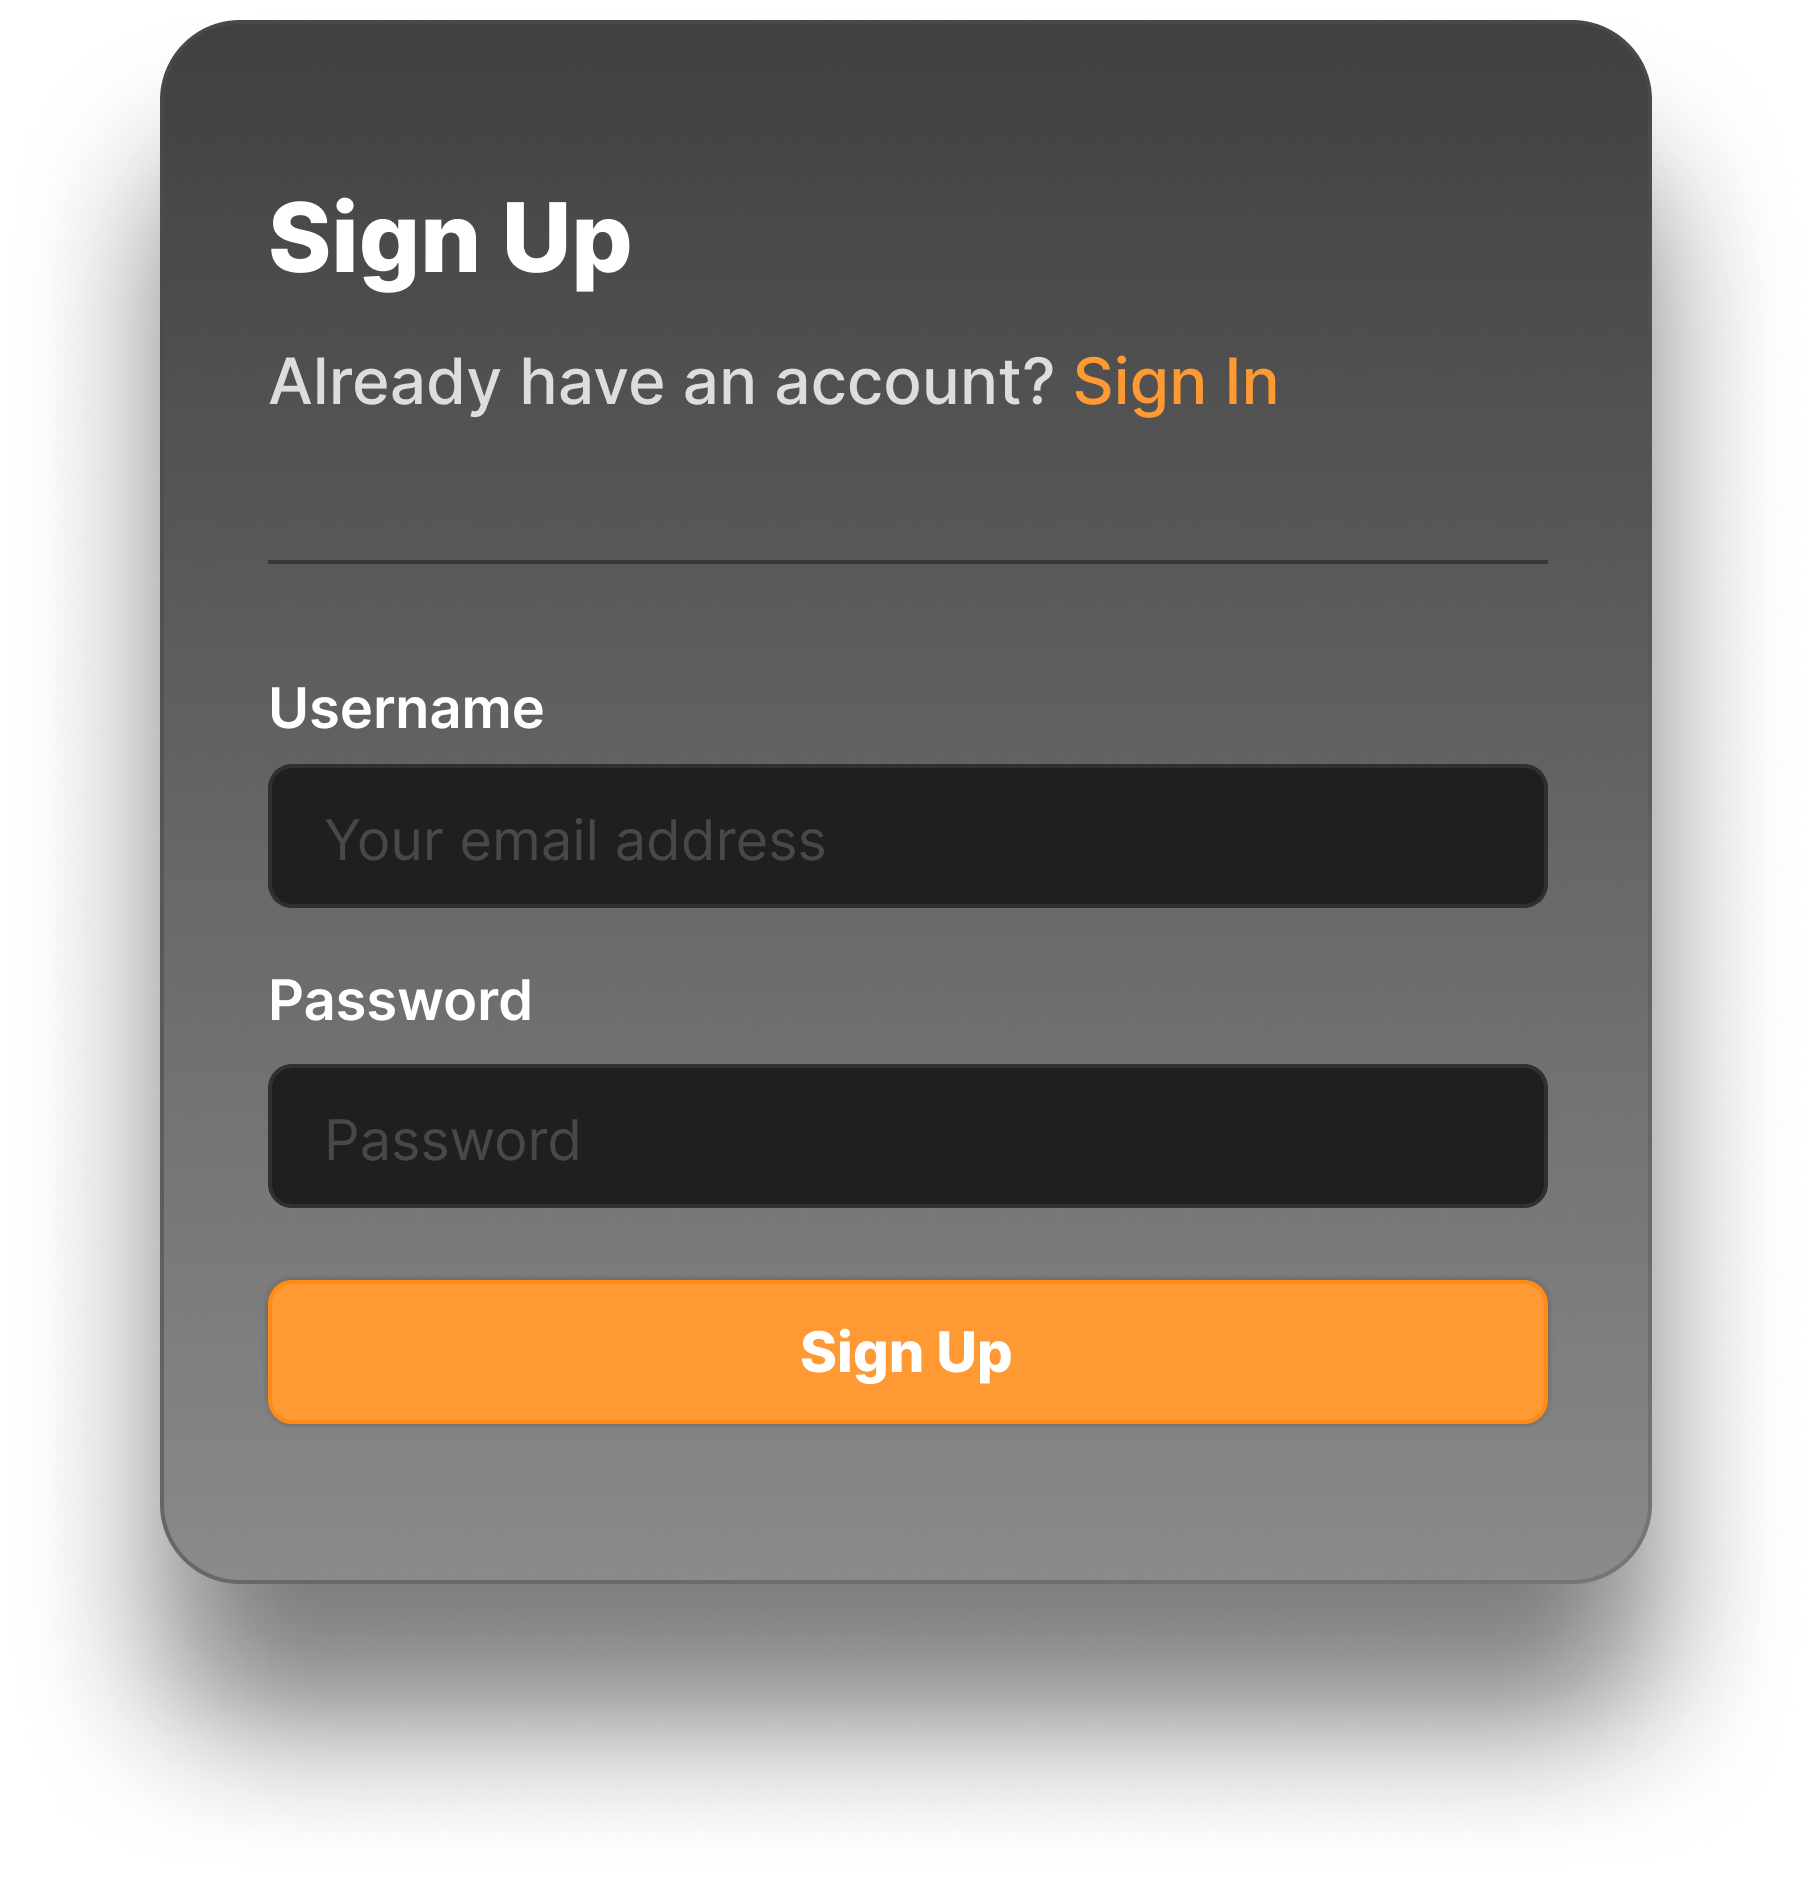 Sign Up
Already have an account? Sign In
Username
Your email address
Password
Password
Sign Up